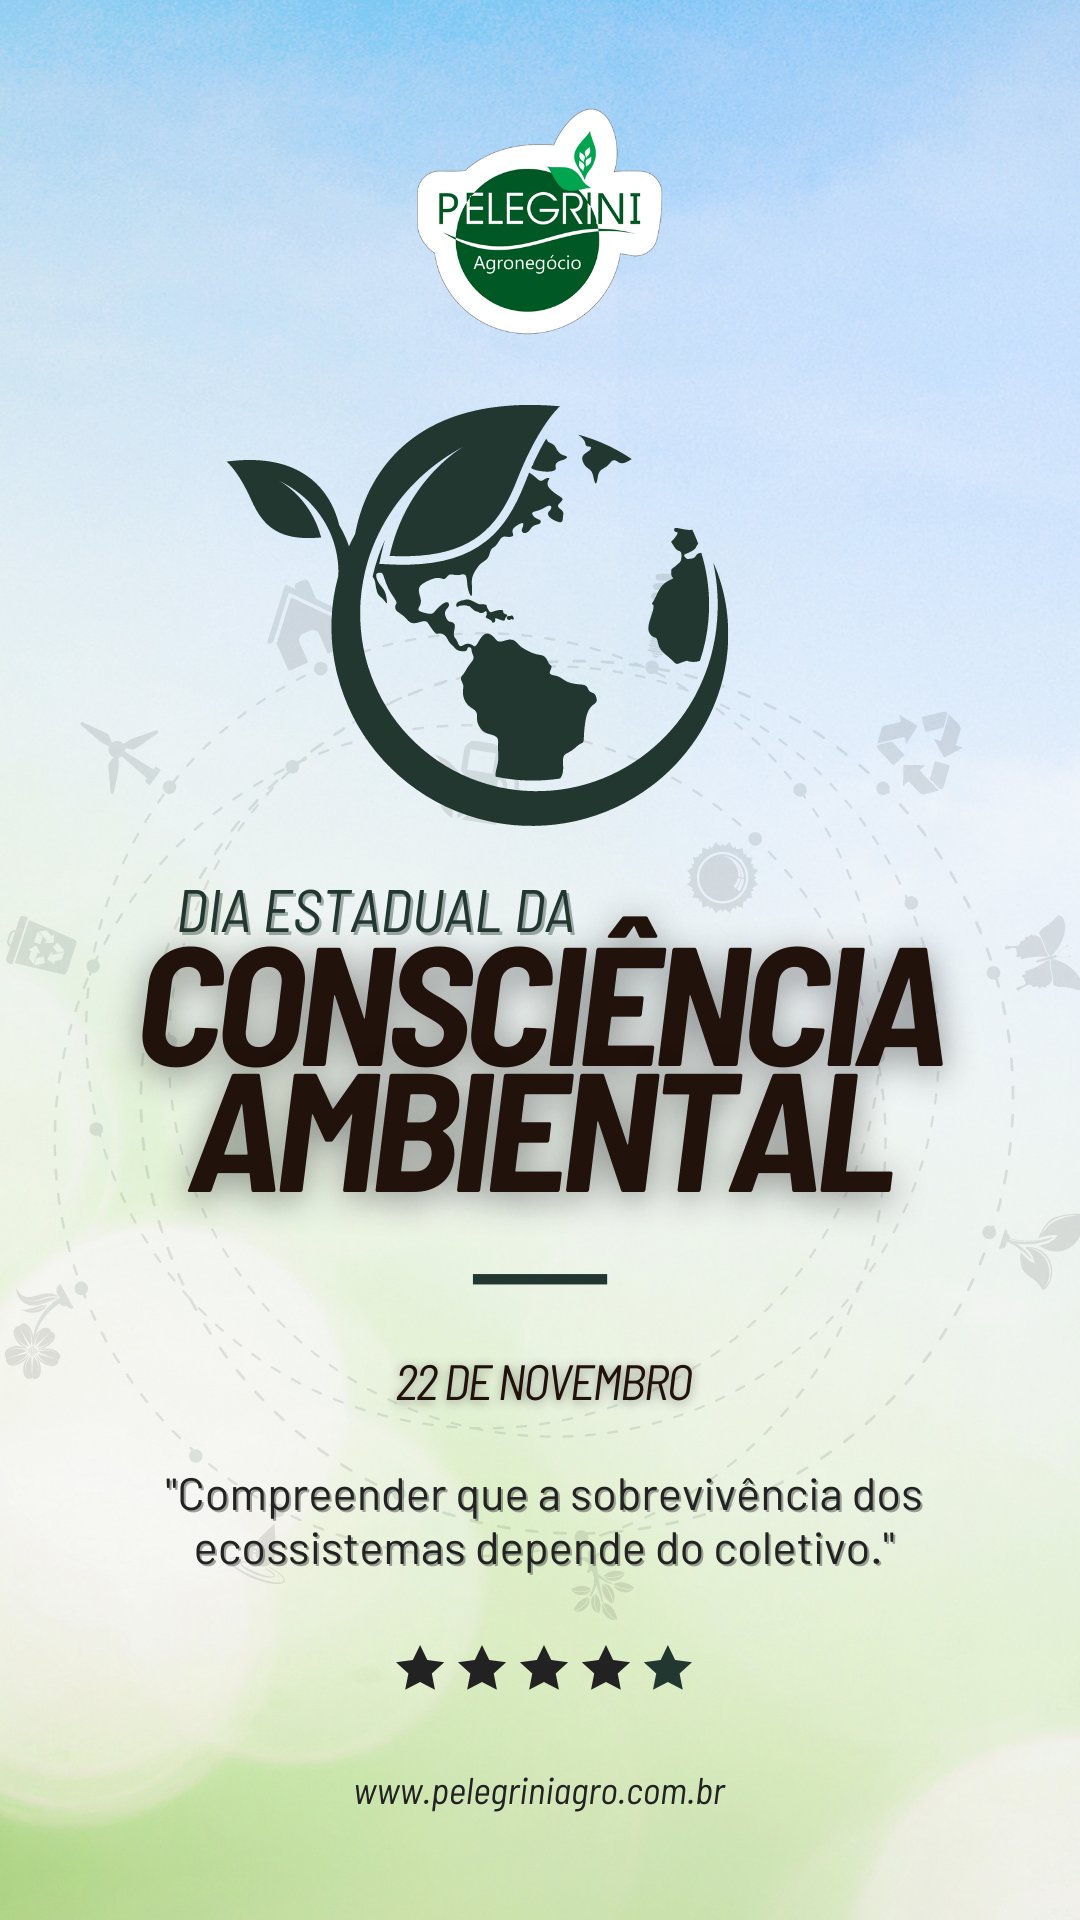 PELEGRINI
Agronegócio
DIA ESTADUAL DA
CONSCIÊNCIA
AMBIENTAL
22 DE NOVEMBRO
"Compreender que a sobrevivência dos
ecossistemas depende do coletivo."
www.pelegriniagro.com.br